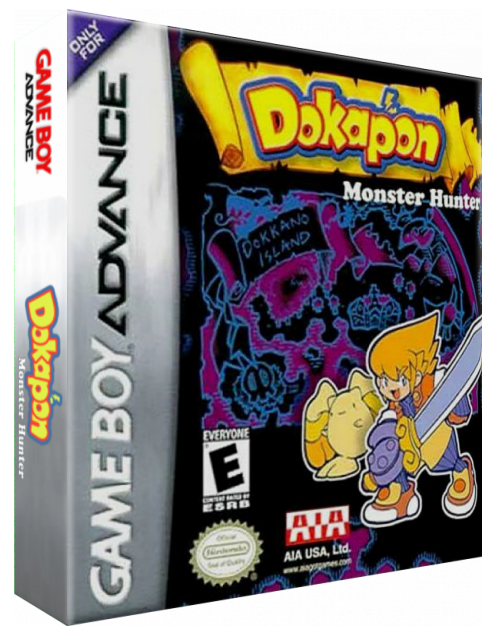 GAME BOY
ADVANCE
Dokapon
Monster Hunter
ONLY
FOR
GAME BOY ADVANCE
Dokapon
Monster Hunter
DOKKANO
ISLAND
EVERYONE
E
CONTENT RATED BY
ESRB
Official
Nintendo
Seal of Quality
AIA
AIA USA, Ltd.
www.aiagotgames.com